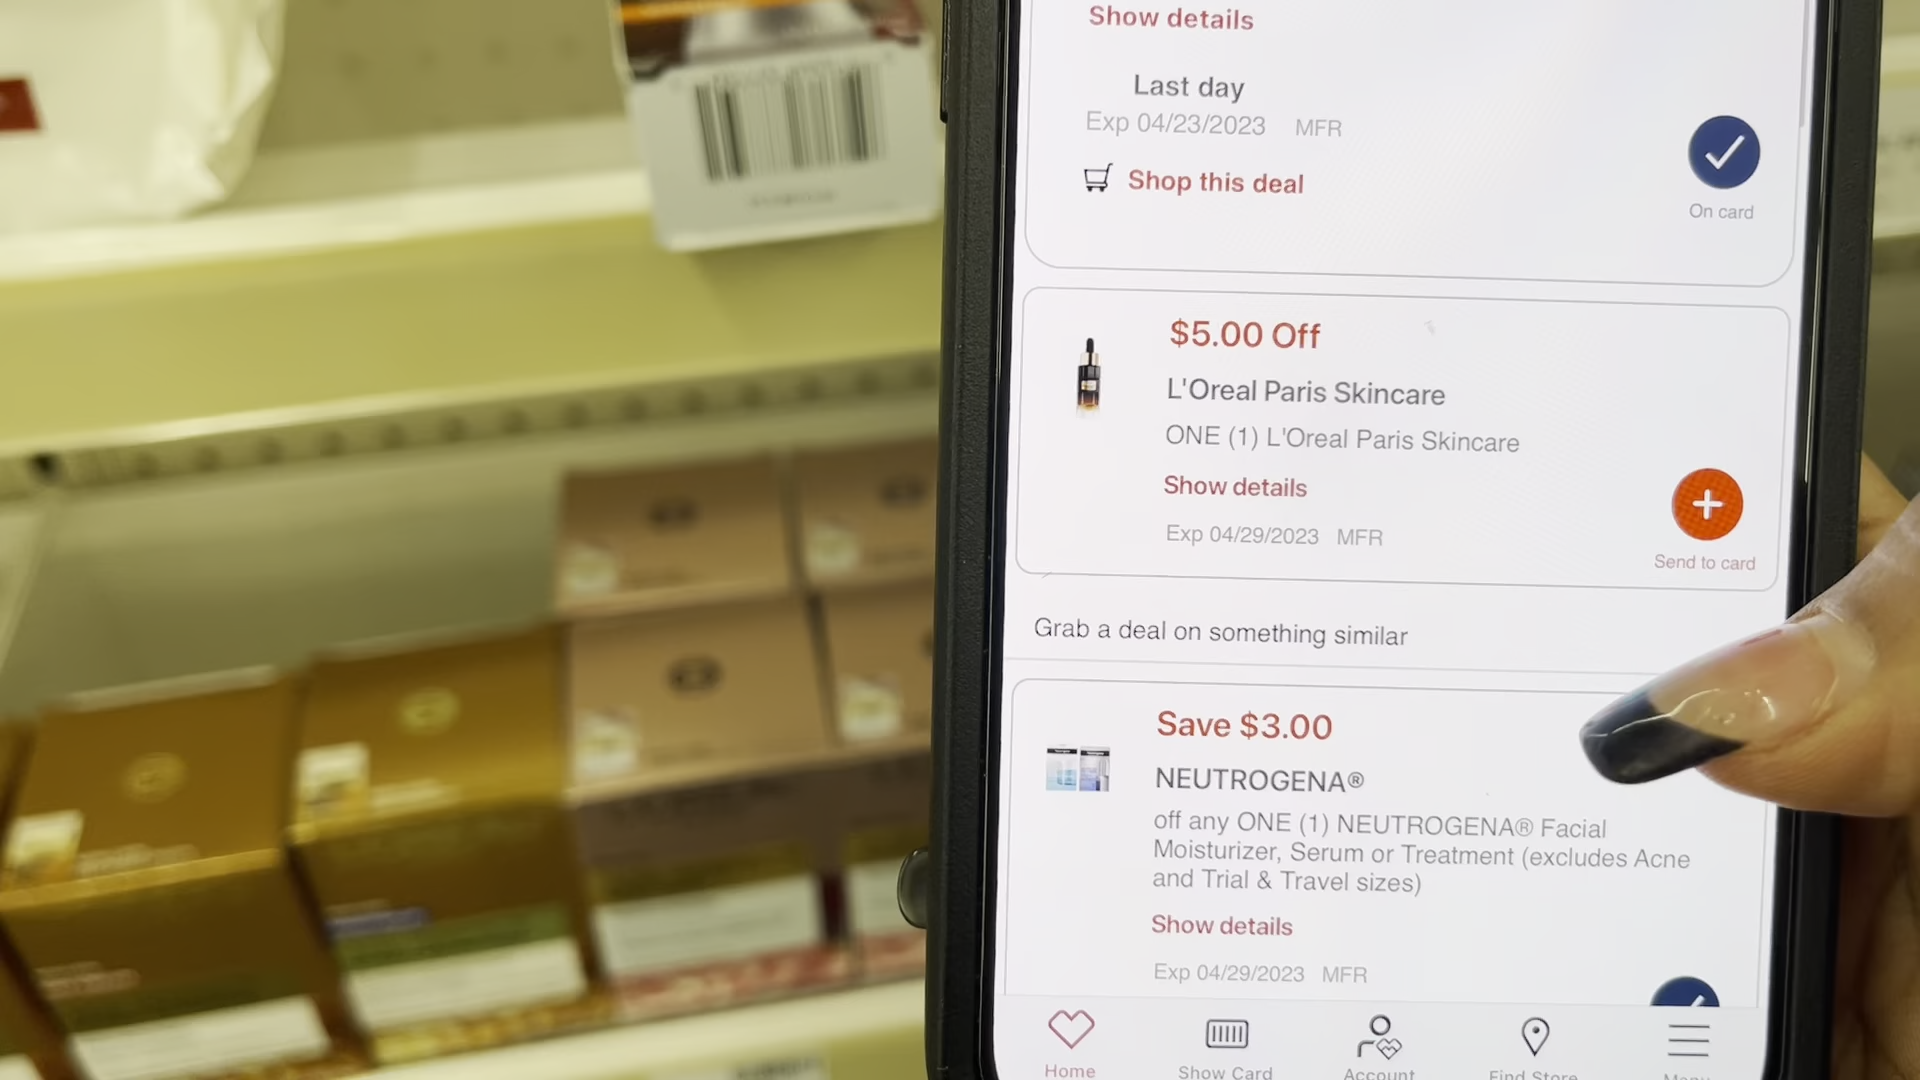 Show details
Last day
Exp 04/23/2023 MFR
Shop this deal
On card
$5.00 Off
L'Oreal Paris Skincare
ONE (1) L'Oreal Paris Skincare
Show details
Exp 04/29/2023 MFR
Send to card
Grab a deal on something similar
Save $3.00
NEUTROGENA®
off any ONE (1) NEUTROGENA® Facial
Moisturizer, Serum or Treatment (excludes Acne
and Trial & Travel sizes)
Show details
Exp 04/29/2023 MFR
Home
Show Card
Account
Find Store
Menu